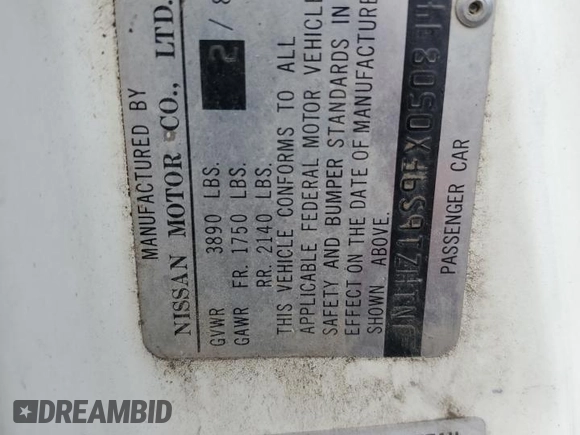 MANUFACTURED BY
NISSAN MOTOR CO., LTD.
2 / 8
GVWR 3890 LBS.
GAWR FR. 1750 LBS.
RR. 2140 LBS.
THIS VEHICLE CONFORMS TO ALL
APPLICABLE FEDERAL MOTOR VEHICLE
SAFETY AND BUMPER STANDARDS IN
EFFECT ON THE DATE OF MANUFACTURE
SHOWN ABOVE.
PASSENGER CAR
DREAMBID